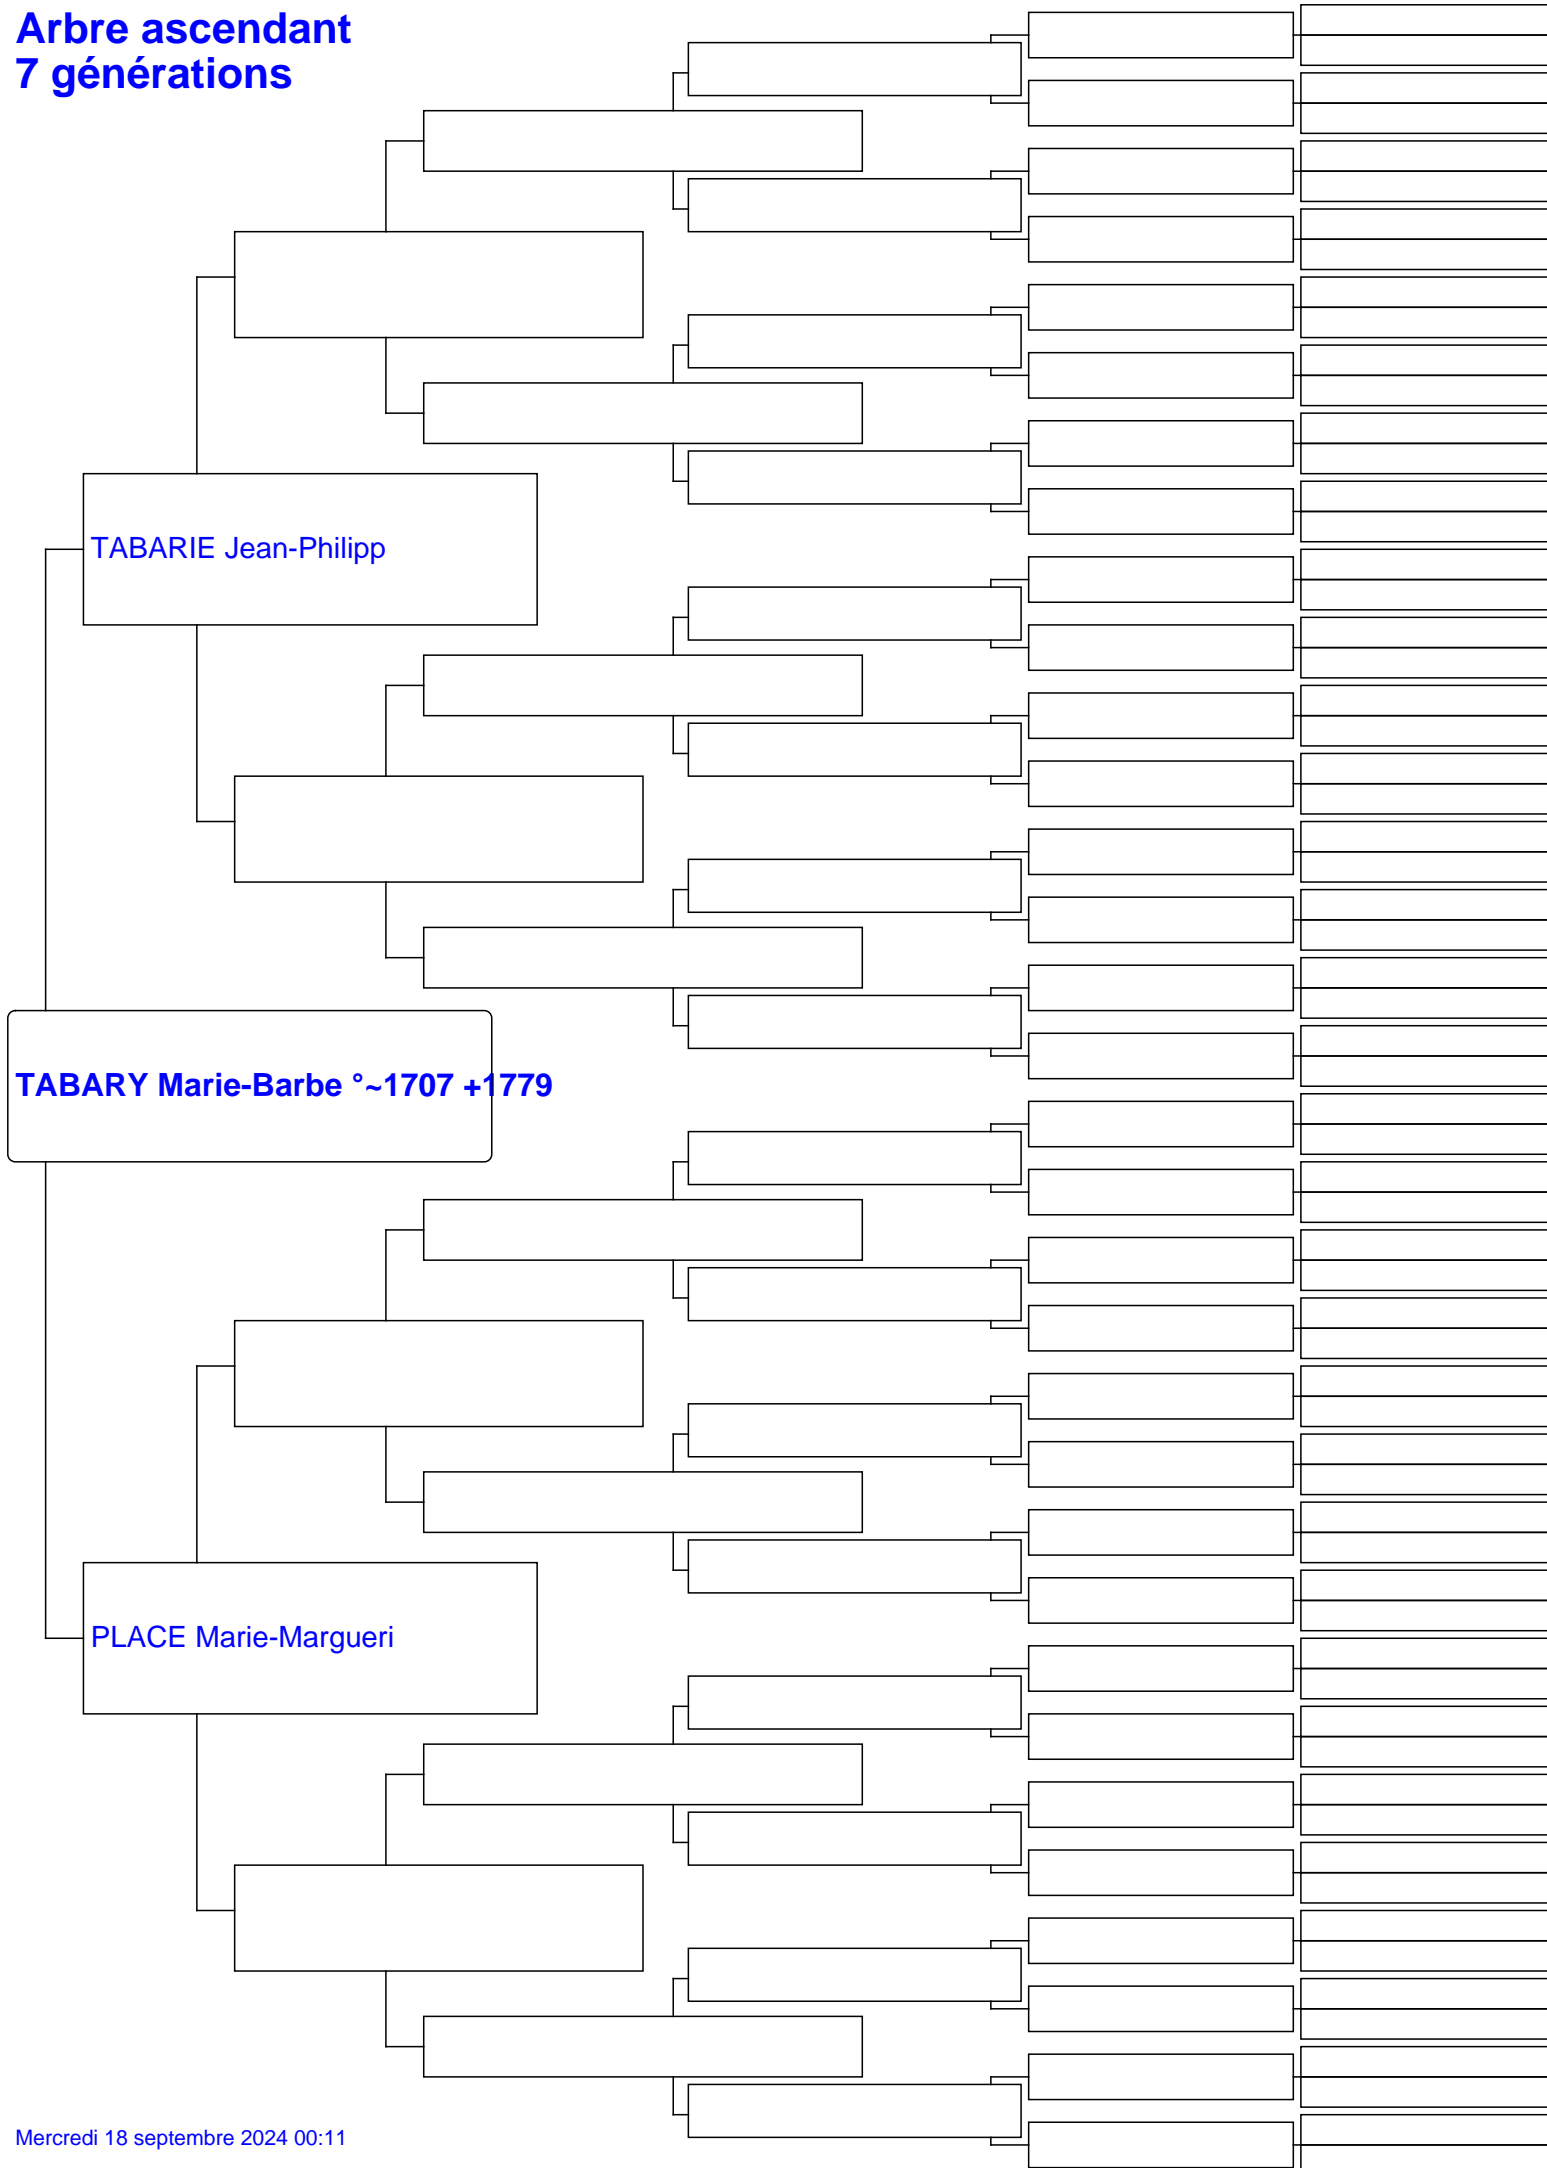 Arbre ascendant
7 générations
TABARIE Jean-Philipp
TABARY Marie-Barbe °~1707 +1779
PLACE Marie-Margueri
Mercredi 18 septembre 2024 00:11